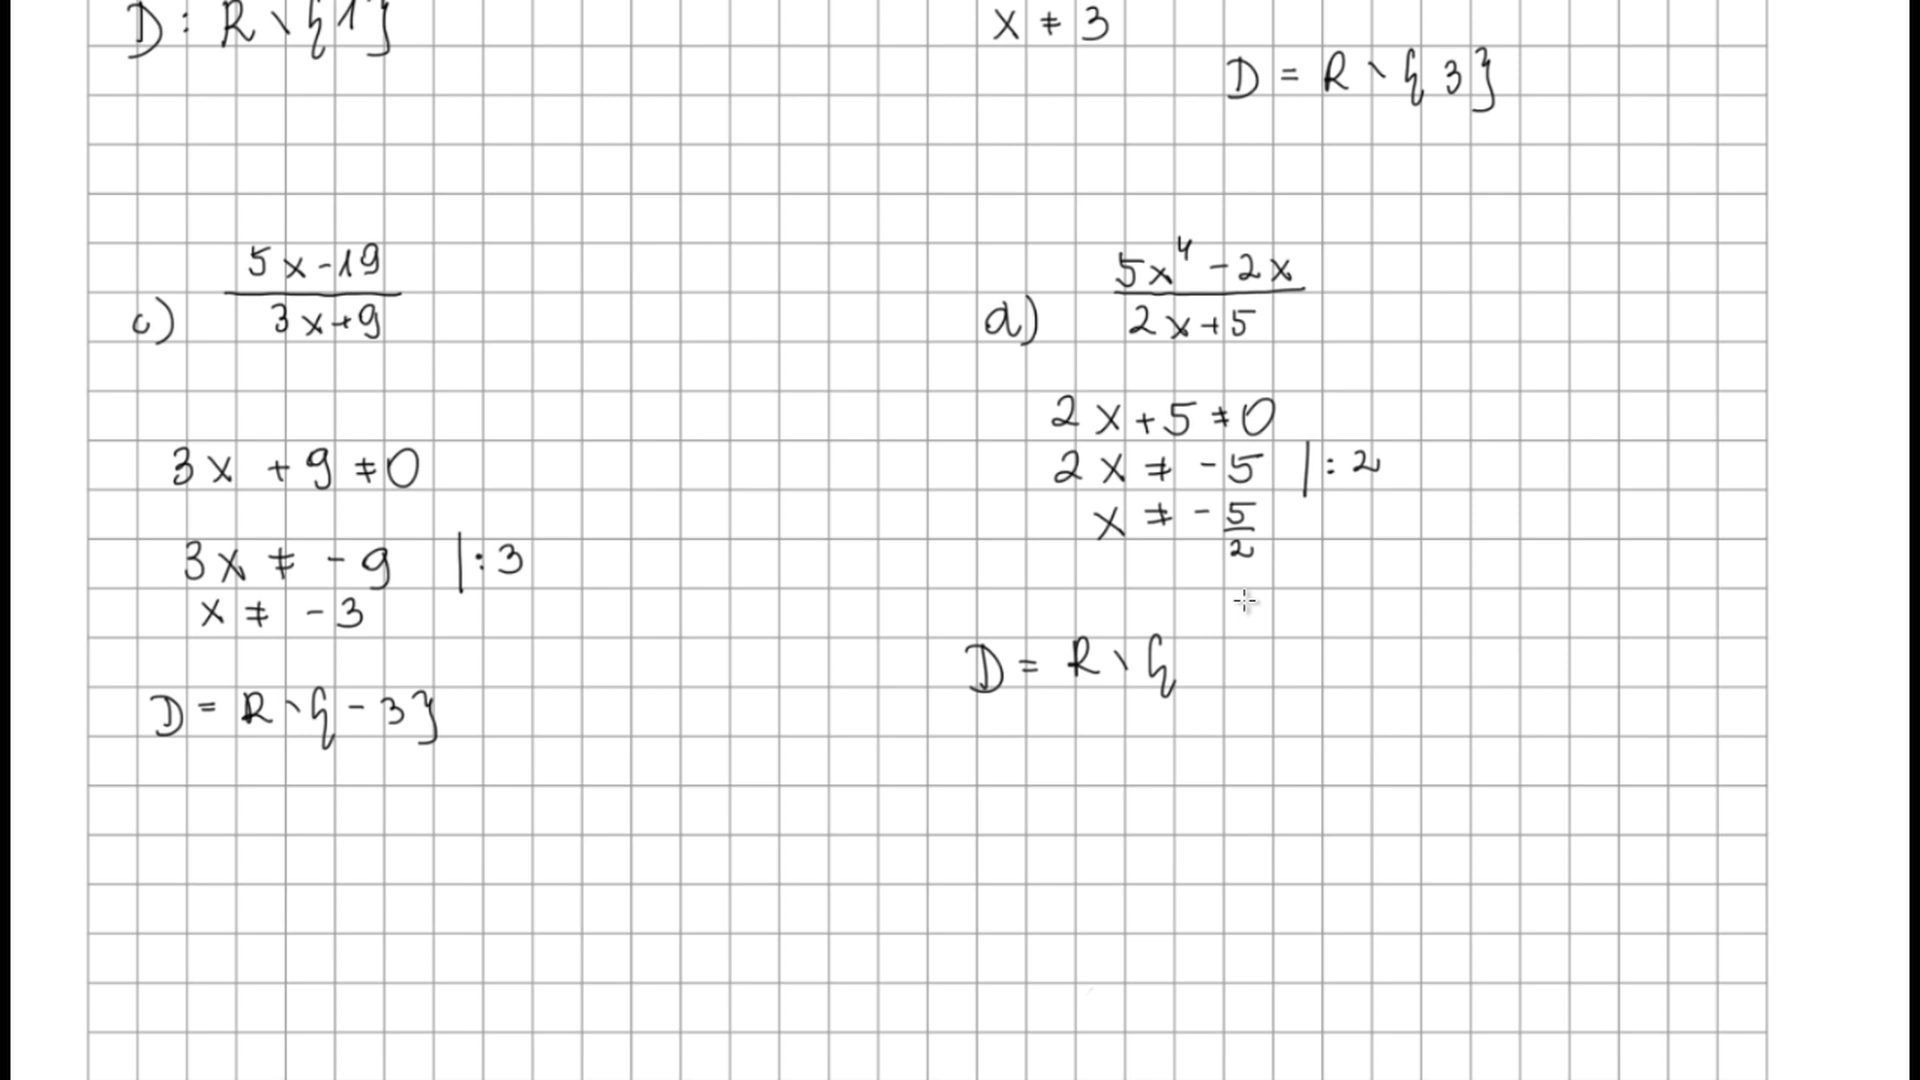 D : R \ {1}
x ≠ 3
D = R \ {3}
c) (5x-19)/(3x+9)
3x + 9 ≠ 0
3x ≠ -9 |:3
x ≠ -3
D = R \ {-3}
d) (5x⁴-2x)/(2x+5)
2x+5 ≠ 0
2x ≠ -5 |:2
x ≠ -5/2
D = R \ {